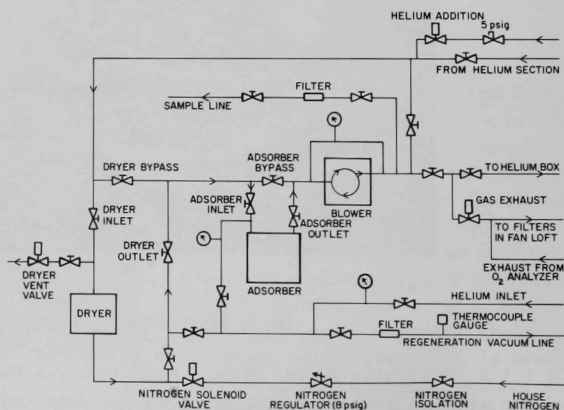 HELIUM ADDITION
5 psig
FROM HELIUM SECTION
FILTER
SAMPLE LINE
DRYER BYPASS
ADSORBER
BYPASS
TO HELIUM BOX
DRYER
INLET
ADSORBER
INLET
BLOWER
GAS EXHAUST
ADSORBER
OUTLET
TO FILTERS
IN FAN LOFT
DRYER
OUTLET
EXHAUST FROM
O2 ANALYZER
DRYER
VENT
VALVE
ADSORBER
HELIUM INLET
DRYER
FILTER
THERMOCOUPLE
GAUGE
REGENERATION VACUUM LINE
NITROGEN SOLENOID
VALVE
NITROGEN
REGULATOR (8 psig)
NITROGEN
ISOLATION
HOUSE
NITROGEN